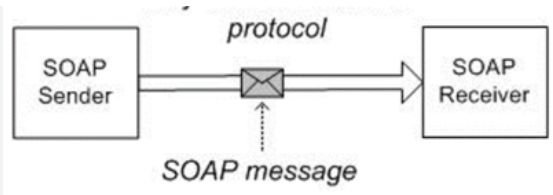 protocol
SOAP
Sender
SOAP
Receiver
SOAP message